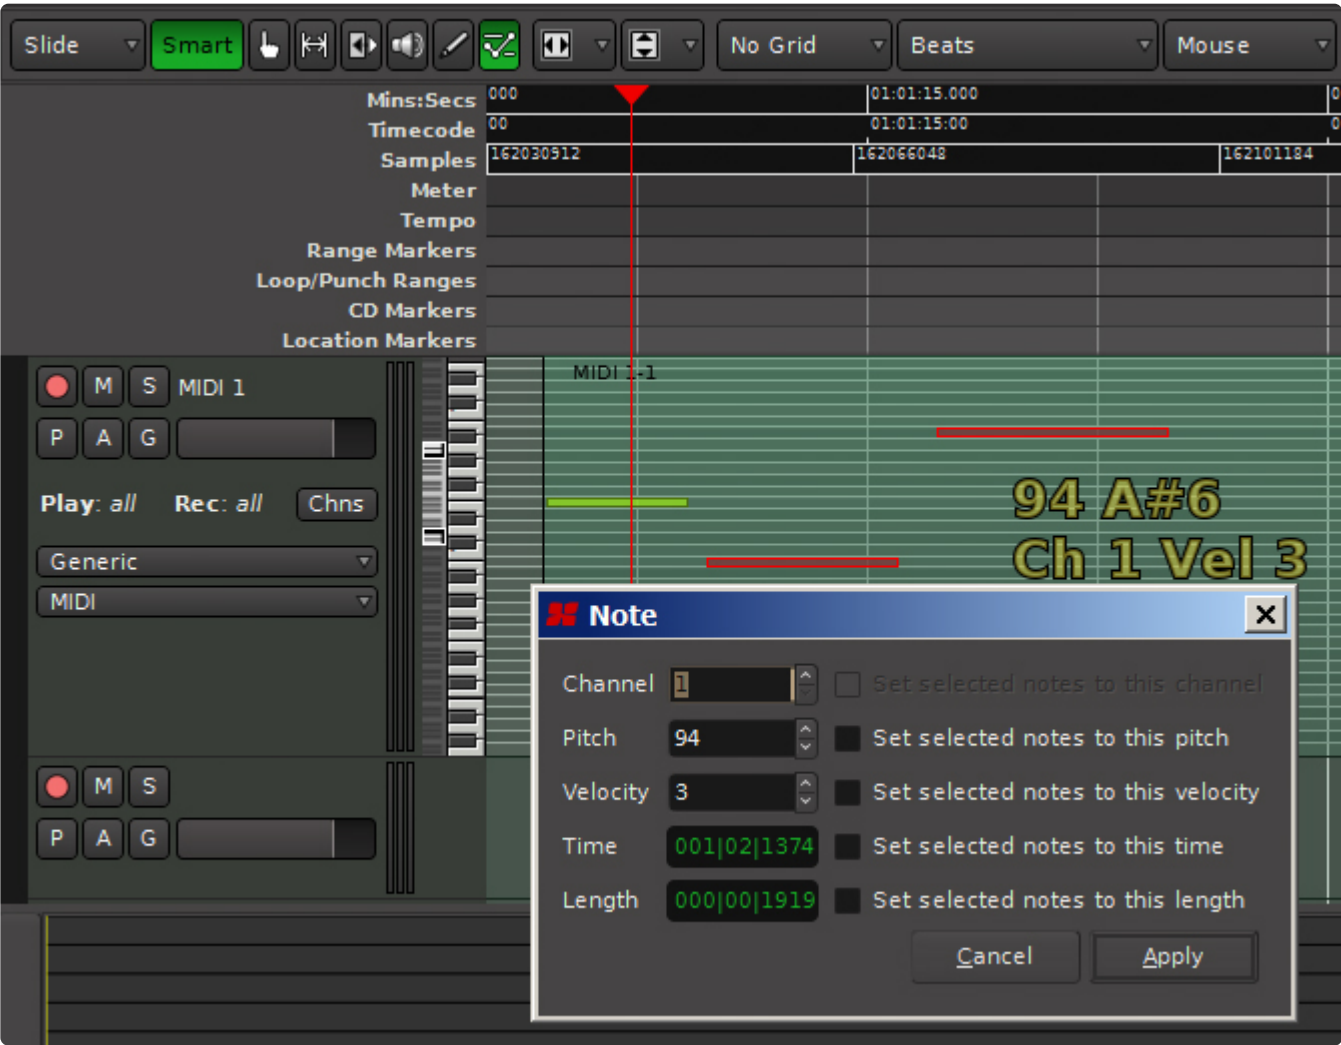 Slide Smart No Grid Beats Mouse
Mins:Secs 000 01:01:15.000 0
Timecode 00 01:01:15:00 0
Samples 162030912 162066048 162101184
Meter
Tempo
Range Markers
Loop/Punch Ranges
CD Markers
Location Markers
M S MIDI 1
MIDI 1-1
P A G
Play: all Rec: all Chns
94 A#6
Generic
Ch 1 Vel 3
MIDI
Note
Channel 1 Set selected notes to this channel
Pitch 94 Set selected notes to this pitch
M S
Velocity 3 Set selected notes to this velocity
P A G
Time 001|02|1374 Set selected notes to this time
Length 000|00|1919 Set selected notes to this length
Cancel Apply